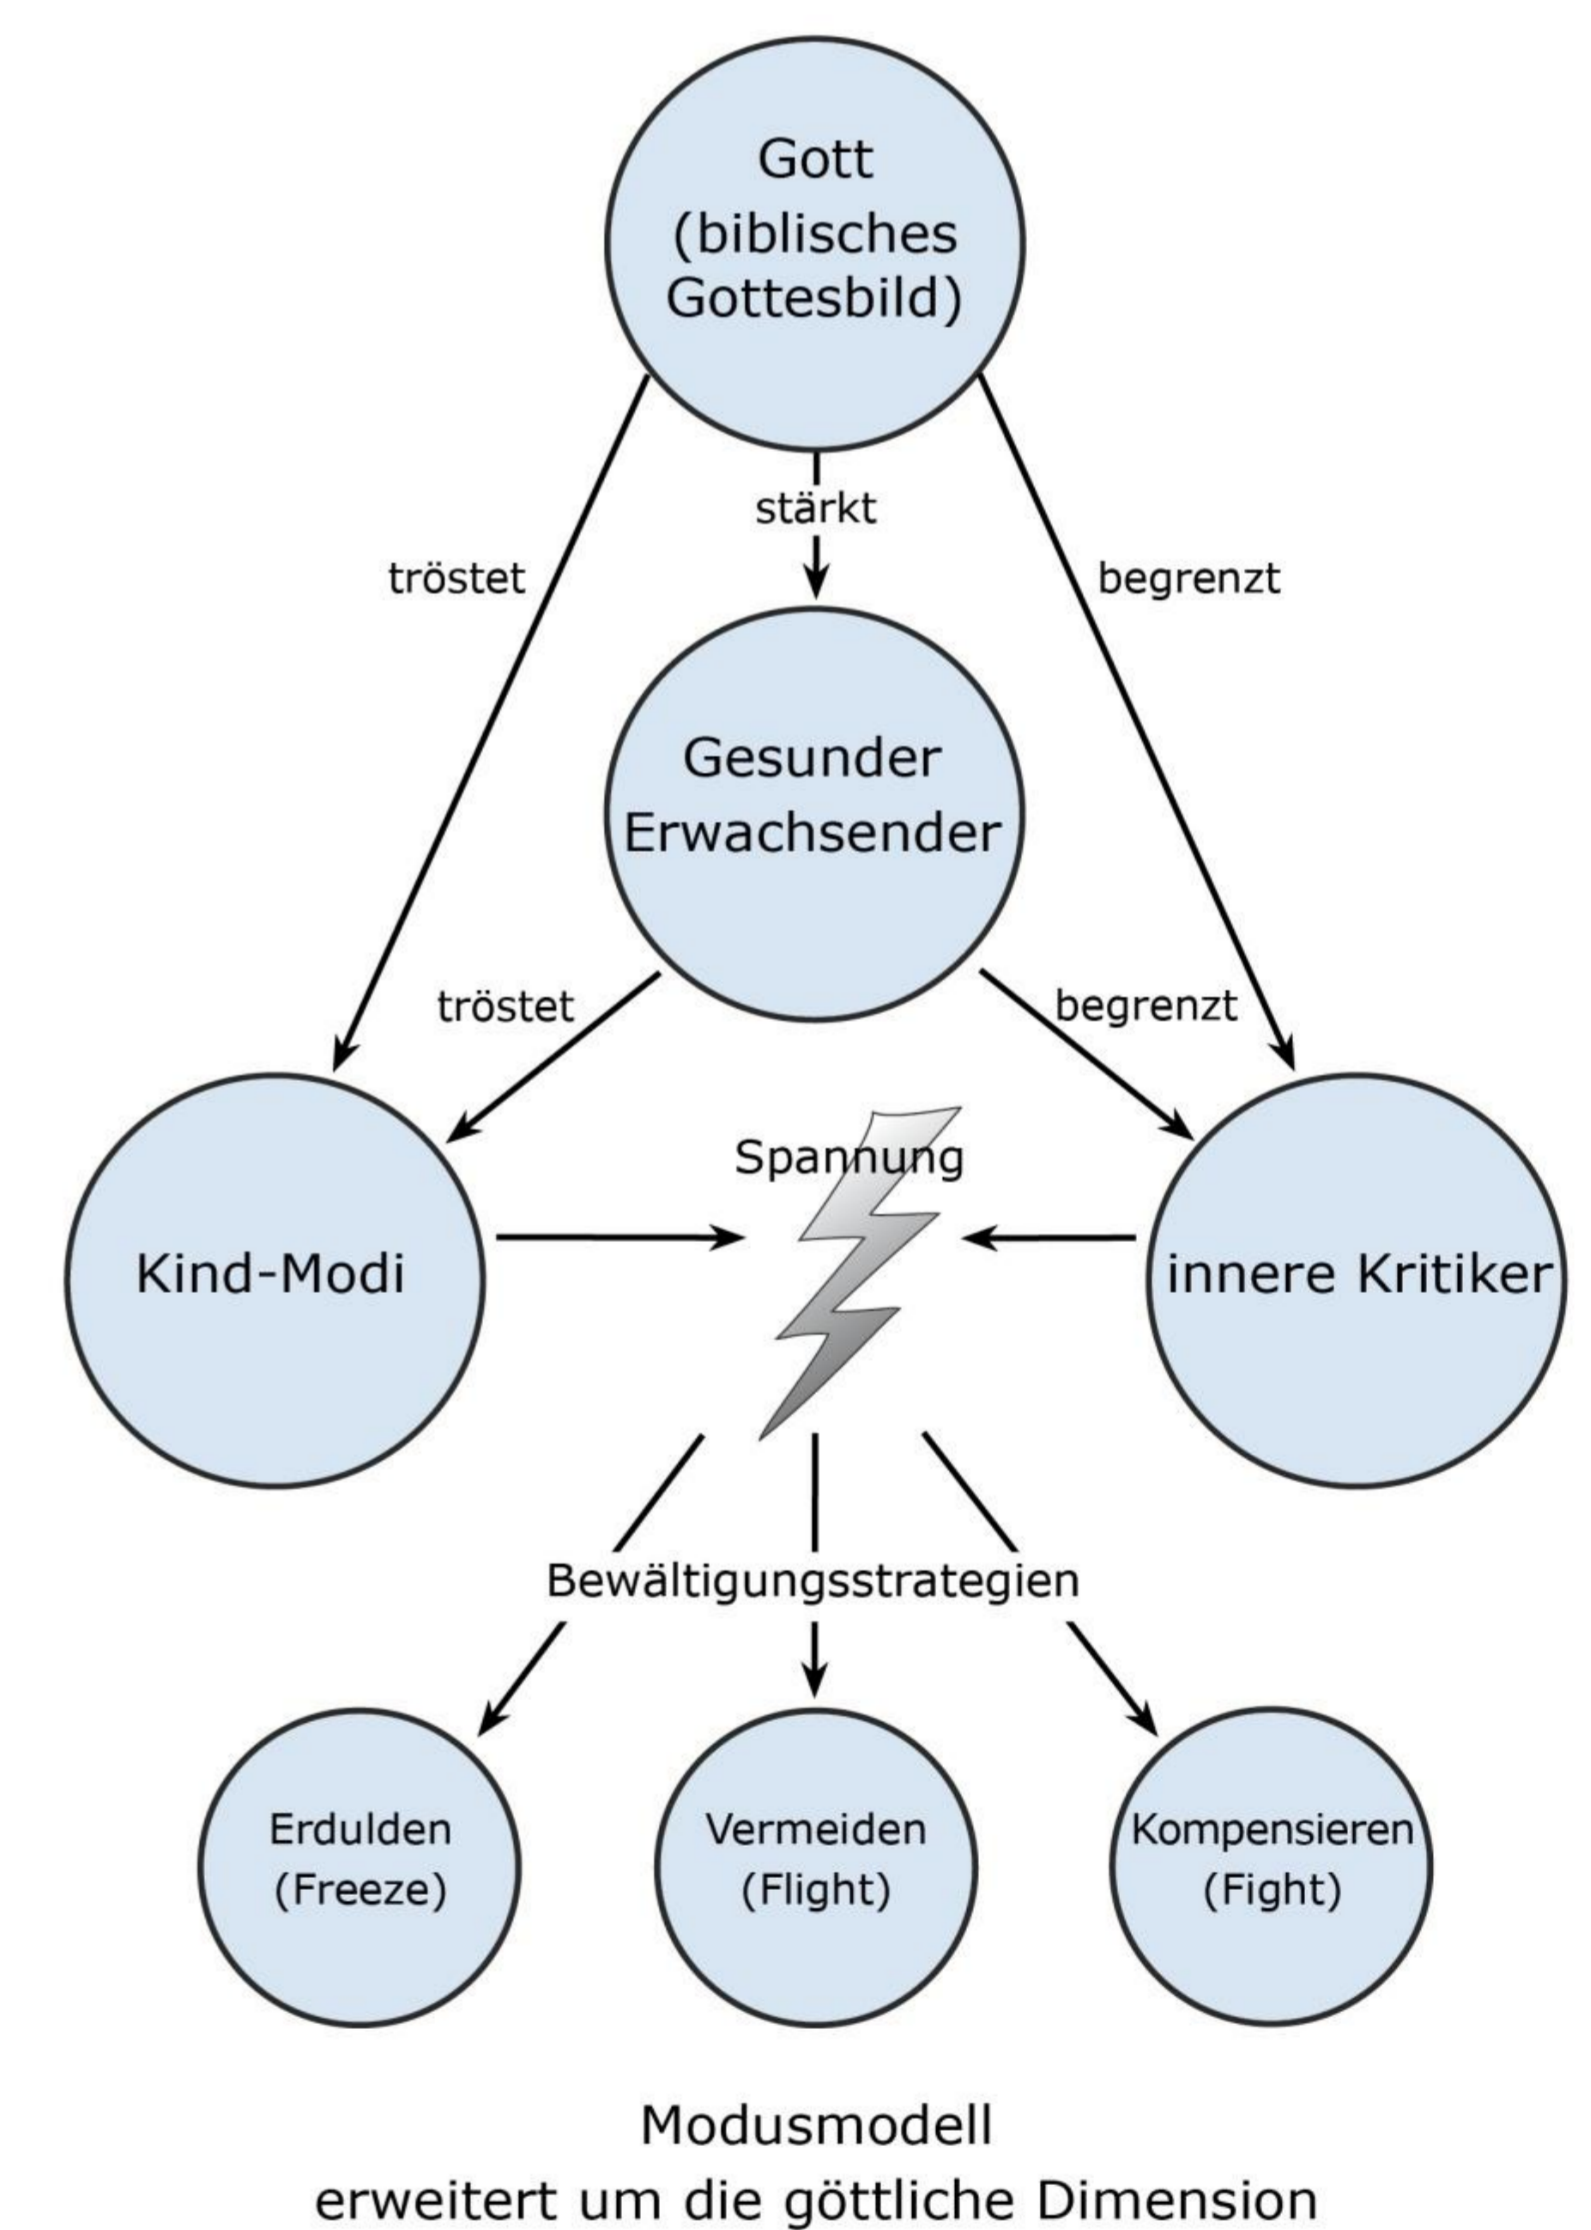 Gott
(biblisches
Gottesbild)
stärkt
tröstet
begrenzt
Gesunder
Erwachsender
tröstet
begrenzt
Spannung
Kind-Modi
innere Kritiker
Bewältigungsstrategien
Erdulden
(Freeze)
Vermeiden
(Flight)
Kompensieren
(Fight)
Modusmodell
erweitert um die göttliche Dimension